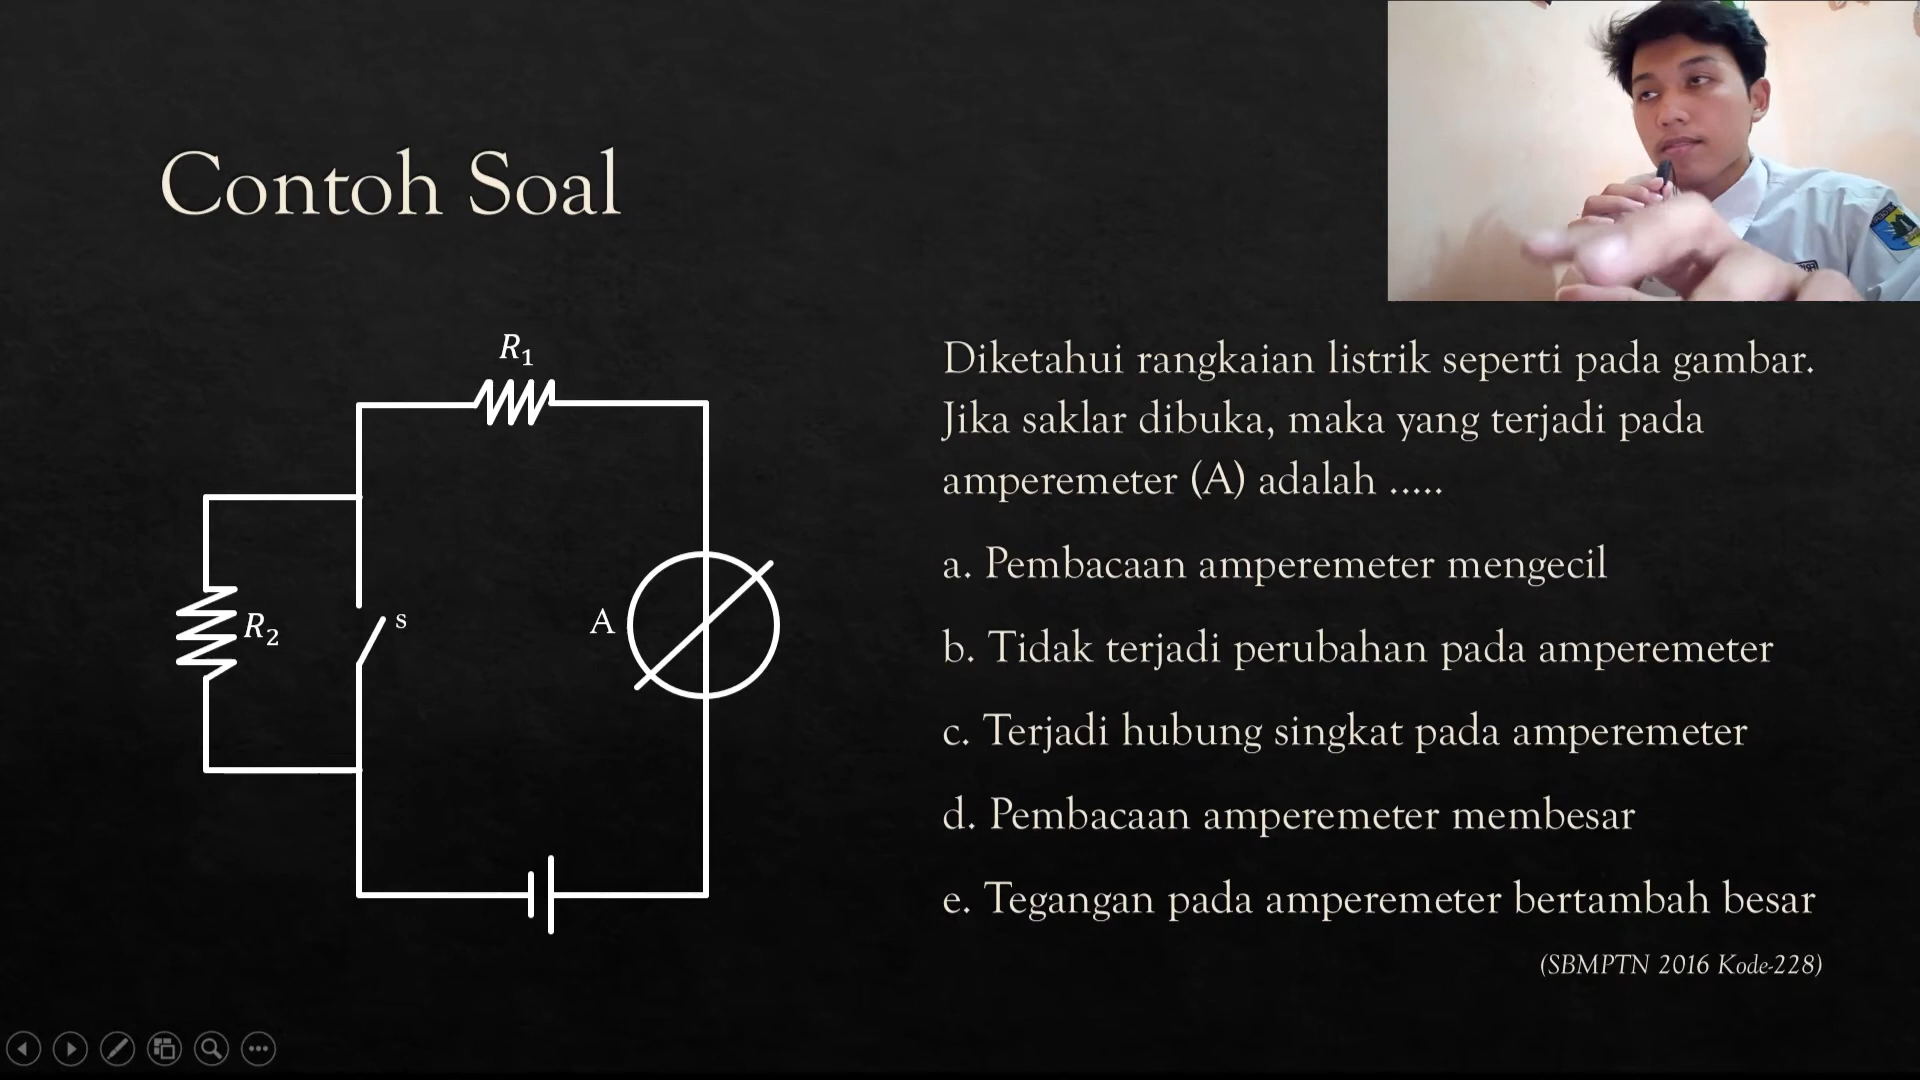 Contoh Soal
R1
R2
s
A
Diketahui rangkaian listrik seperti pada gambar.
Jika saklar dibuka, maka yang terjadi pada
amperemeter (A) adalah .....
a. Pembacaan amperemeter mengecil
b. Tidak terjadi perubahan pada amperemeter
c. Terjadi hubung singkat pada amperemeter
d. Pembacaan amperemeter membesar
e. Tegangan pada amperemeter bertambah besar
(SBMPTN 2016 Kode-228)